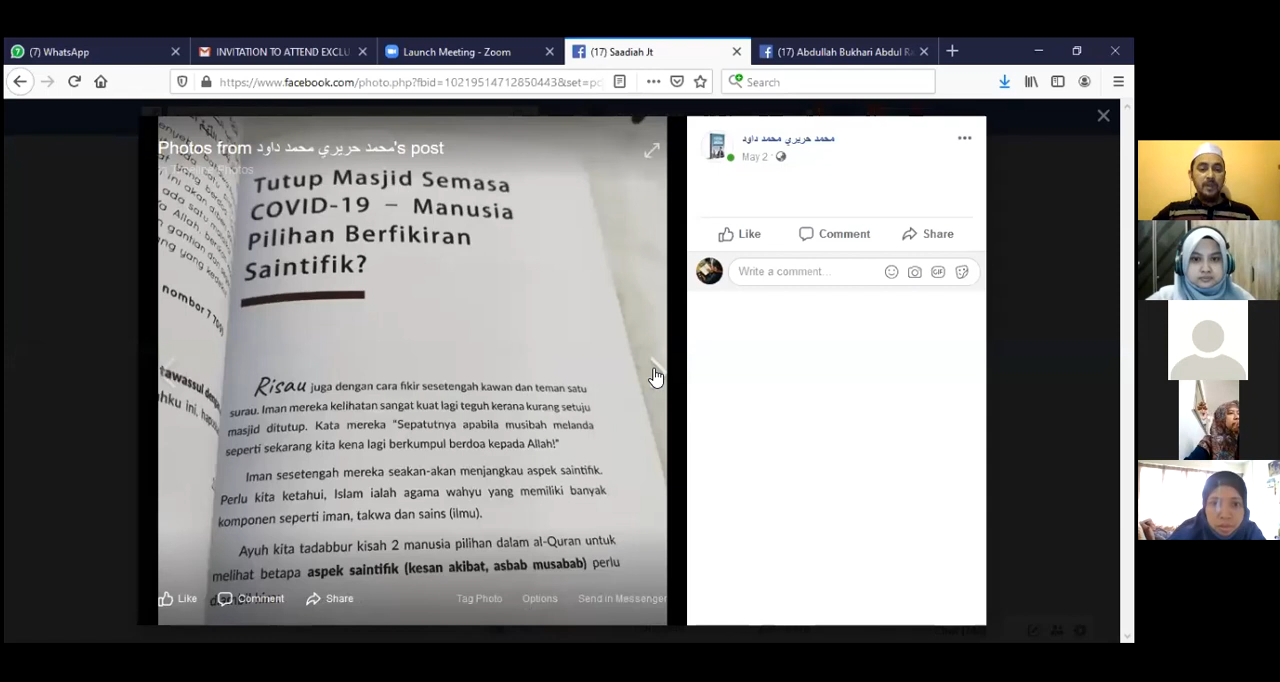 (7) WhatsApp
INVITATION TO ATTEND EXCLU
Launch Meeting - Zoom
(17) Saadiah Jt
(17) Abdullah Bukhari Abdul Ra
https://www.facebook.com/photo.php?fbid=10219514712850443&set=pc
Search
Photos from محمد حريري محمد داود's post
Tutup Masjid Semasa
COVID-19 – Manusia
Pilihan Berfikiran
Saintifik?
nombor 7769)
tawassul
Risau juga dengan cara fikir sesetengah kawan dan teman satu
surau. Iman mereka kelihatan sangat kuat lagi teguh kerana kurang setuju
masjid ditutup. Kata mereka "Sepatutnya apabila musibah melanda
seperti sekarang kita kena lagi berkumpul berdoa kepada Allah!"
Iman sesetengah mereka seakan-akan menjangkau aspek saintifik.
Perlu kita ketahui, Islam ialah agama wahyu yang memiliki banyak
komponen seperti iman, takwa dan sains (ilmu).
Ayuh kita tadabbur kisah 2 manusia pilihan dalam al-Quran untuk
melihat betapa aspek saintifik (kesan akibat, asbab musabab) perlu
Like Comment Share Tag Photo Options Send in Messenger
محمد حريري محمد داود
May 2
Like Comment Share
Write a comment...
GIF